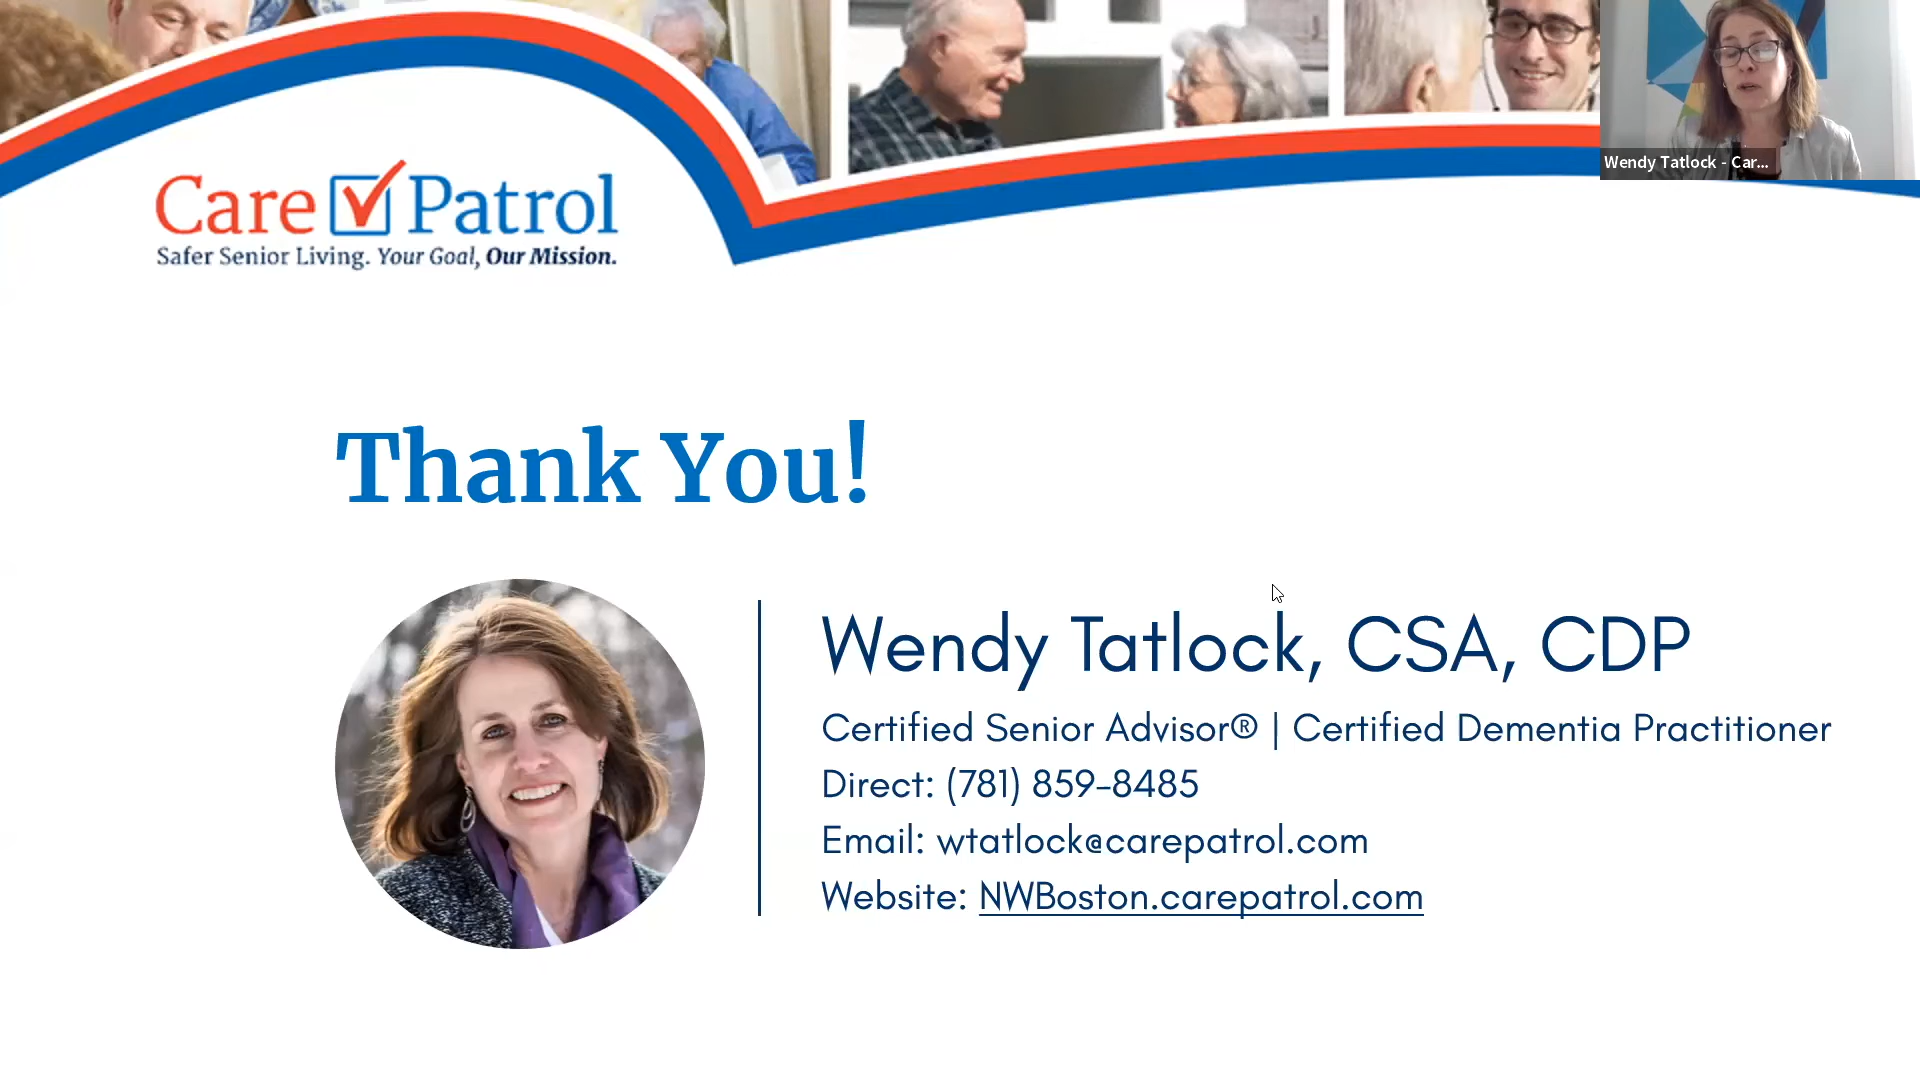 Care Patrol
Safer Senior Living. Your Goal, Our Mission.
Wendy Tatlock - Car...
Thank You!
Wendy Tatlock, CSA, CDP
Certified Senior Advisor® | Certified Dementia Practitioner
Direct: (781) 859-8485
Email: wtatlock@carepatrol.com
Website: NWBoston.carepatrol.com